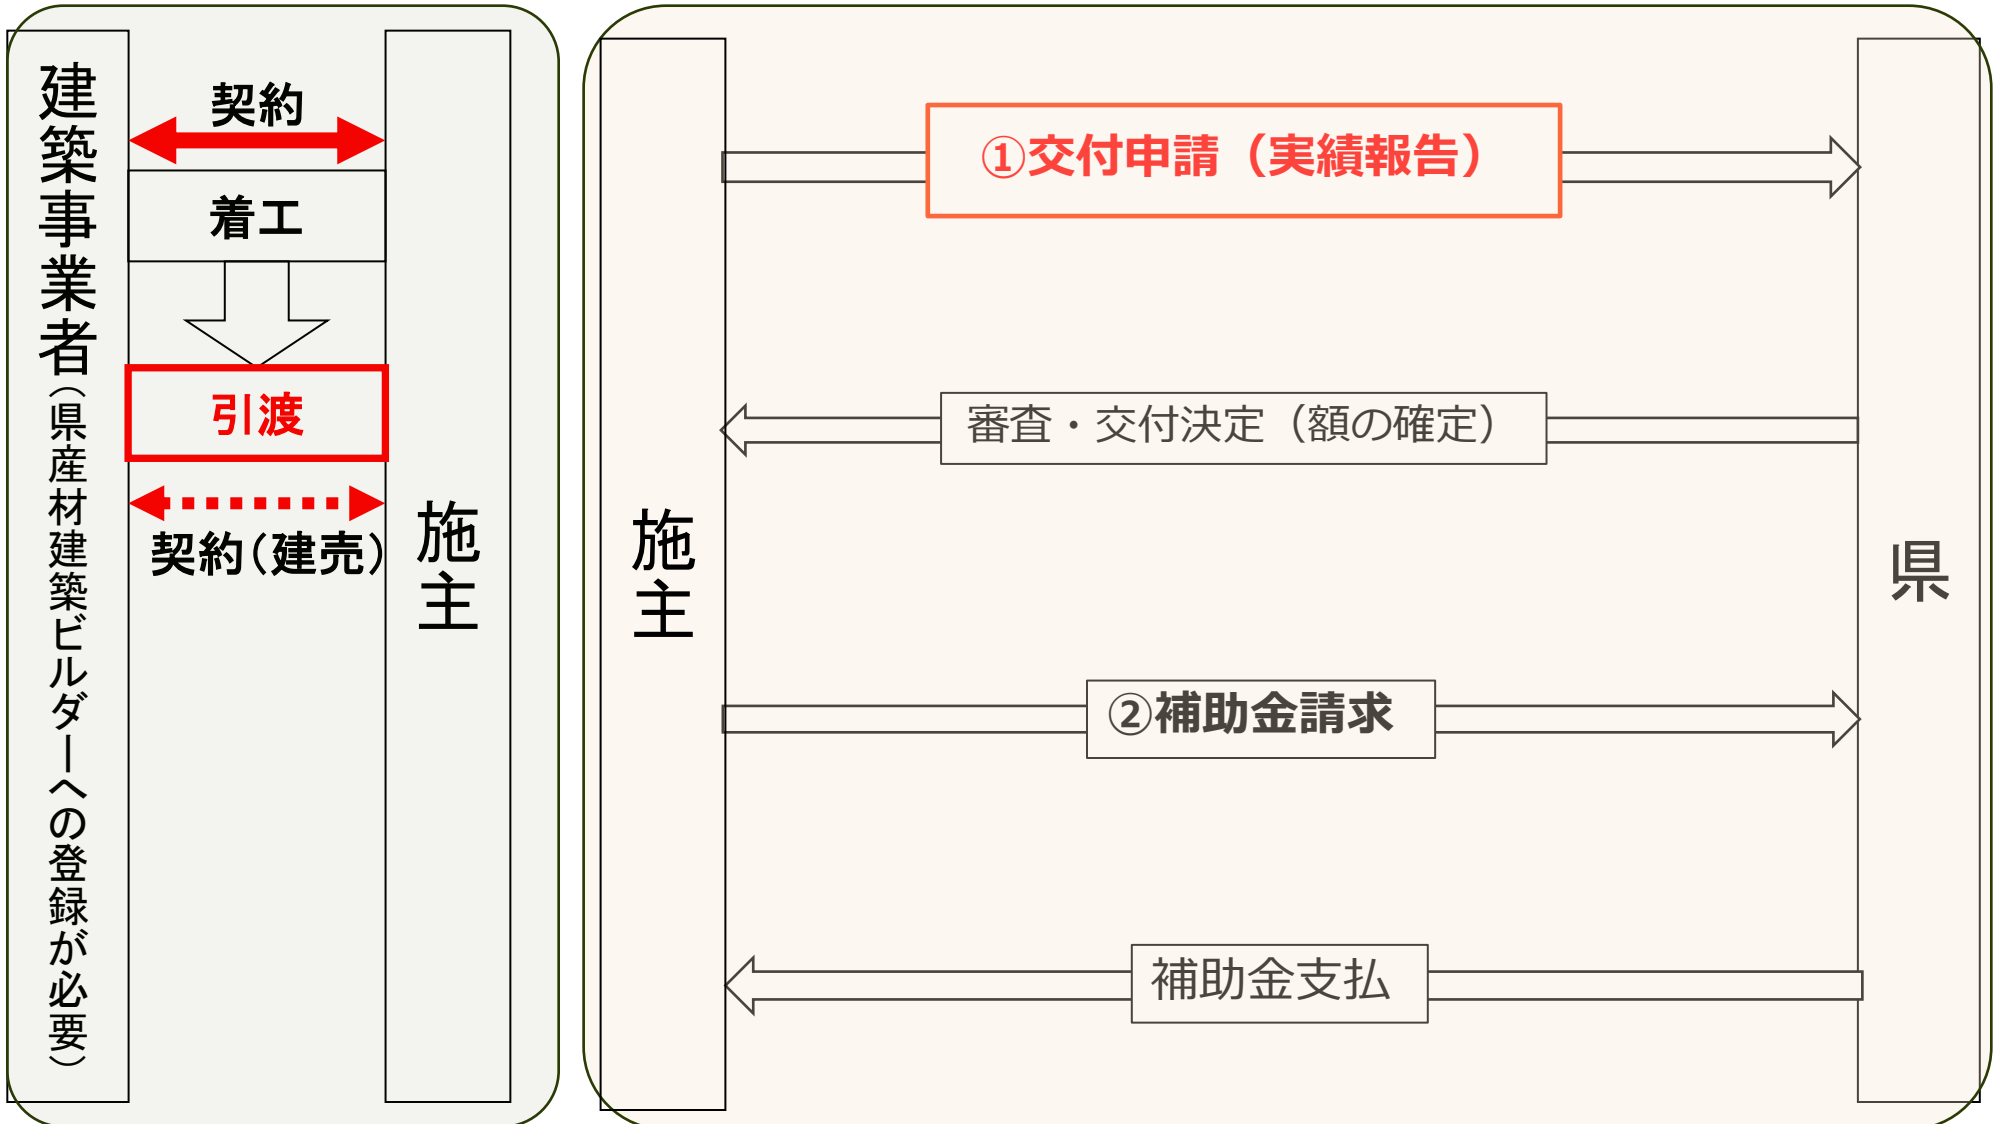 建築事業者（県産材建築ビルダーへの登録が必要）
契約
着工
引渡
契約（建売）
施主
施主
①交付申請（実績報告）
審査・交付決定（額の確定）
②補助金請求
補助金支払
県